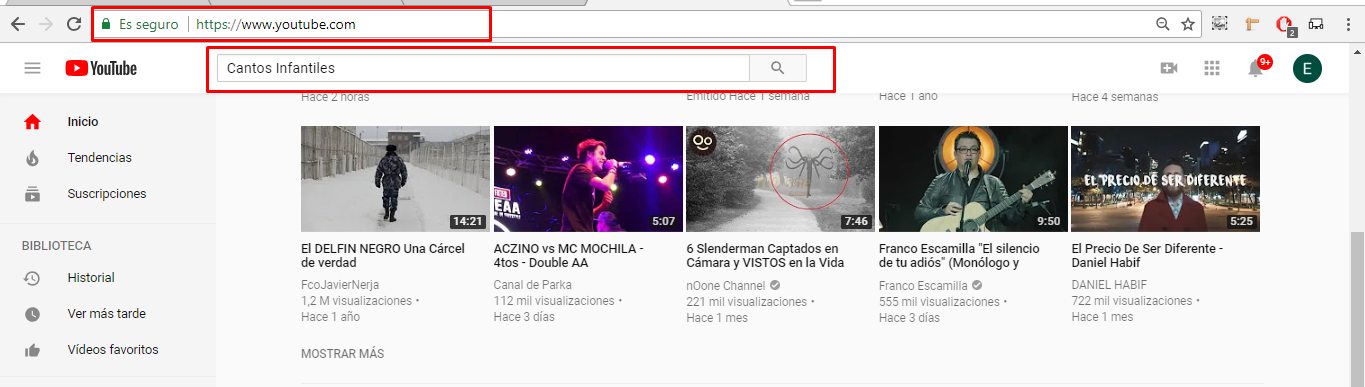 Es seguro https://www.youtube.com
2
YouTube
Cantos Infantiles
9+
E
Hace 2 horas
Emitido Hace 1 semana
Hace 1 año
Hace 4 semanas
Inicio
Tendencias
Suscripciones
BIBLIOTECA
Historial
Ver más tarde
Vídeos favoritos
14:21
El DELFIN NEGRO Una Cárcel
de verdad
FcoJavierNerja
1,2 M visualizaciones •
Hace 1 año
5:07
ACZINO vs MC MOCHILA -
4tos - Double AA
Canal de Parka
112 mil visualizaciones •
Hace 3 días
7:46
6 Slenderman Captados en
Cámara y VISTOS en la Vida
nOone Channel
221 mil visualizaciones •
Hace 1 mes
9:50
Franco Escamilla "El silencio
de tu adiós" (Monólogo y
Franco Escamilla
555 mil visualizaciones •
Hace 3 días
EL PRECIO DE SER DIFERENTE
5:25
El Precio De Ser Diferente -
Daniel Habif
DANIEL HABIF
722 mil visualizaciones •
Hace 1 mes
MOSTRAR MÁS